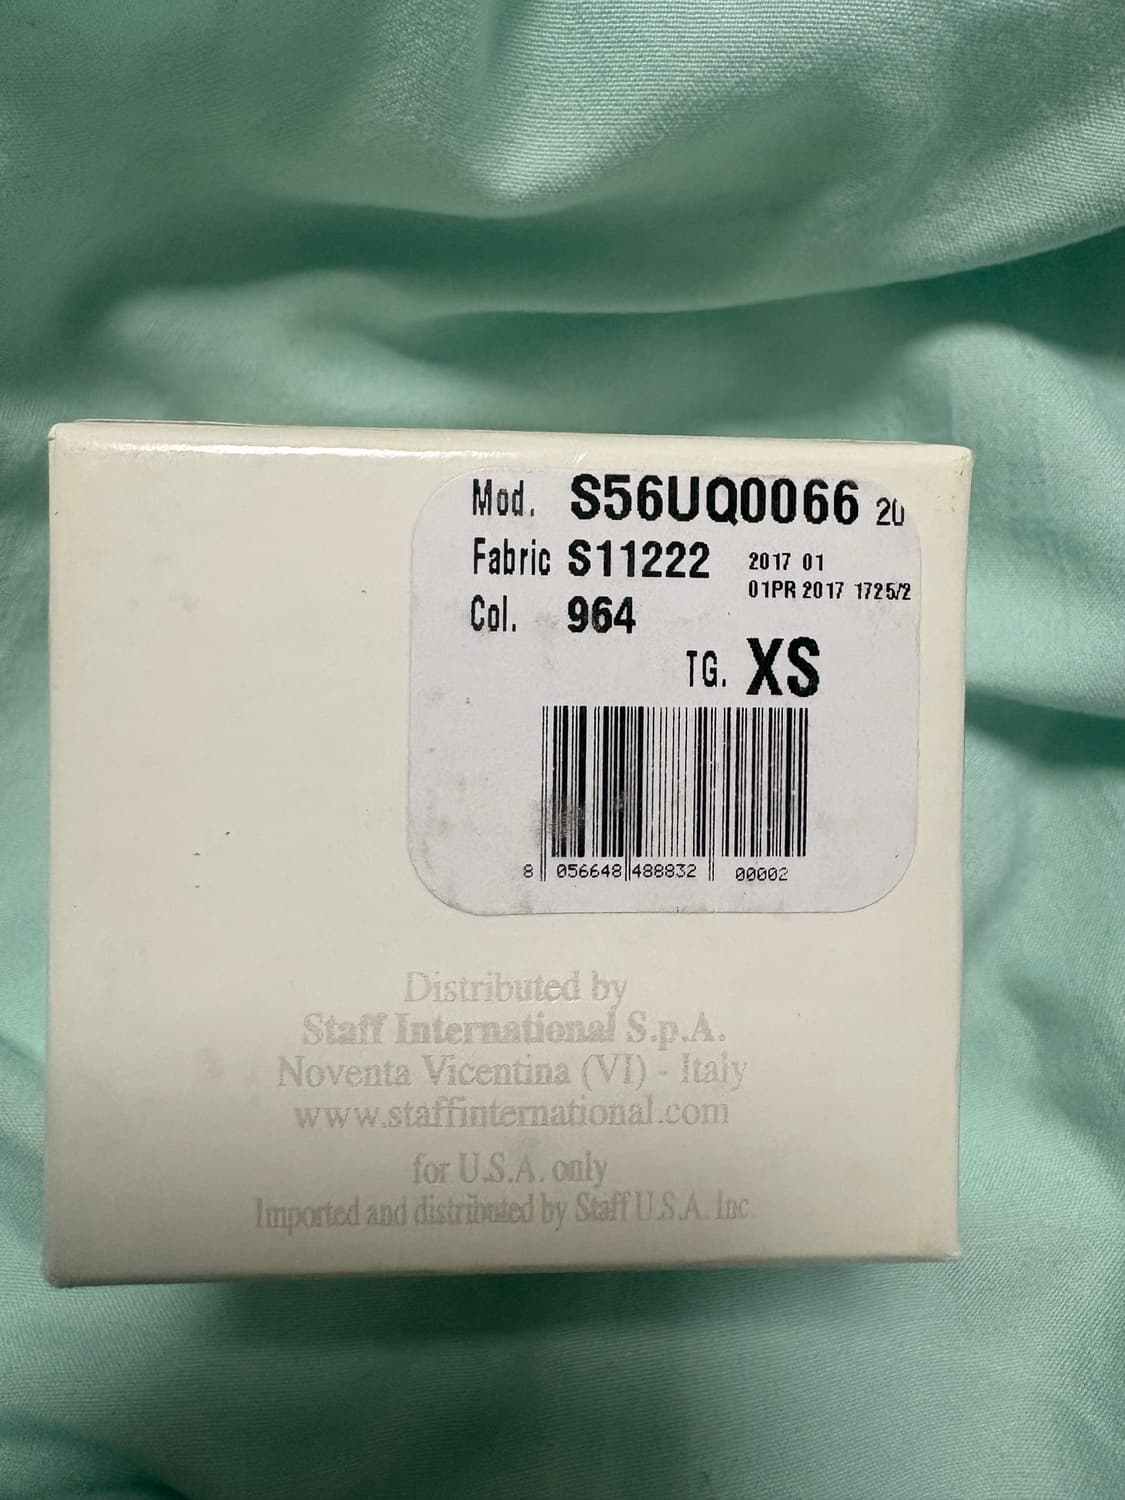 Mod. S56UQ0066 20
Fabric S11222 2017 01
01PR 2017 1725/2
Col. 964
TG. XS
8 056648 488832 00002
Distributed by
Staff International S.p.A.
Noventa Vicentina (VI) - Italy
www.staffinternational.com
for U.S.A. only
Imported and distributed by Staff U.S.A. Inc.